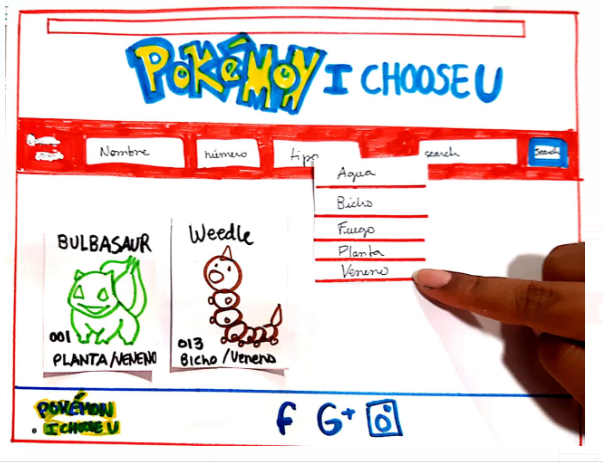 POKéMON I CHOOSE U
Nombre número tipo search search
Agua
Bicho
Fuego
Planta
Veneno
BULBASAUR
001
PLANTA/VENENO
Weedle
013
Bicho/Veneno
POKÉMON
I CHOOSE U
f G+